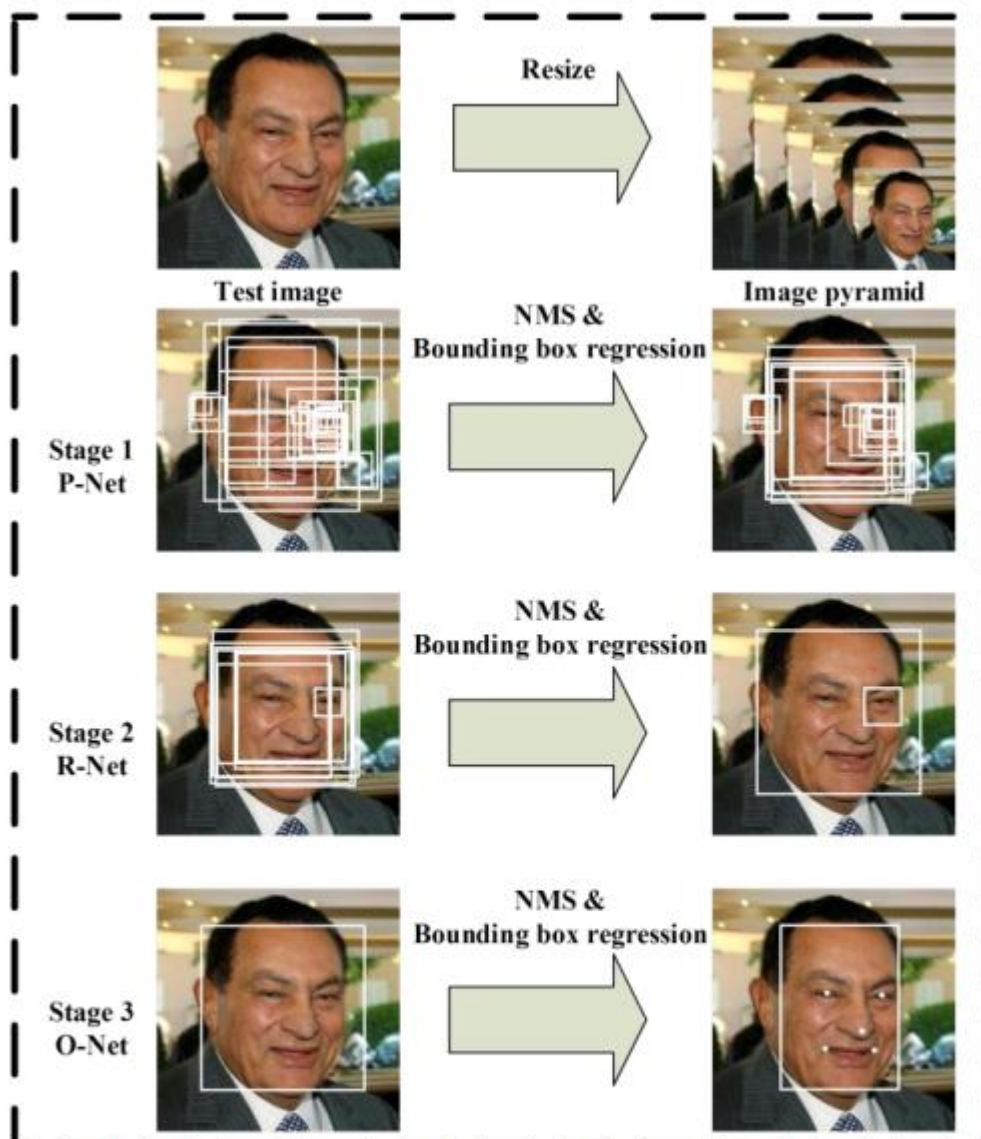 Resize
Test image
Image pyramid
NMS &
Bounding box regression
Stage 1
P-Net
NMS &
Bounding box regression
Stage 2
R-Net
NMS &
Bounding box regression
Stage 3
O-Net